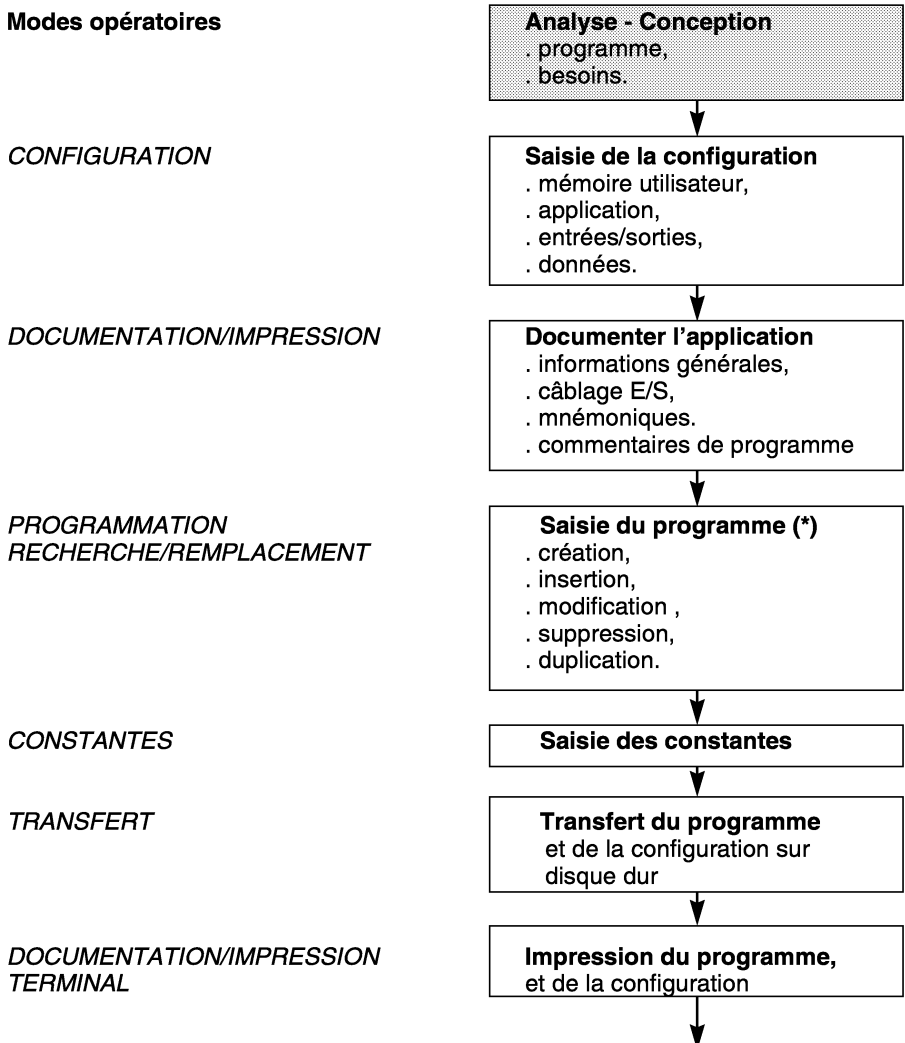 Modes opératoires
Analyse - Conception
. programme,
. besoins.
CONFIGURATION
Saisie de la configuration
. mémoire utilisateur,
. application,
. entrées/sorties,
. données.
DOCUMENTATION/IMPRESSION
Documenter l’application
. informations générales,
. câblage E/S,
. mnémoniques.
. commentaires de programme
PROGRAMMATION
RECHERCHE/REMPLACEMENT
Saisie du programme (*)
. création,
. insertion,
. modification ,
. suppression,
. duplication.
CONSTANTES
Saisie des constantes
TRANSFERT
Transfert du programme
et de la configuration sur
disque dur
DOCUMENTATION/IMPRESSION
TERMINAL
Impression du programme,
et de la configuration